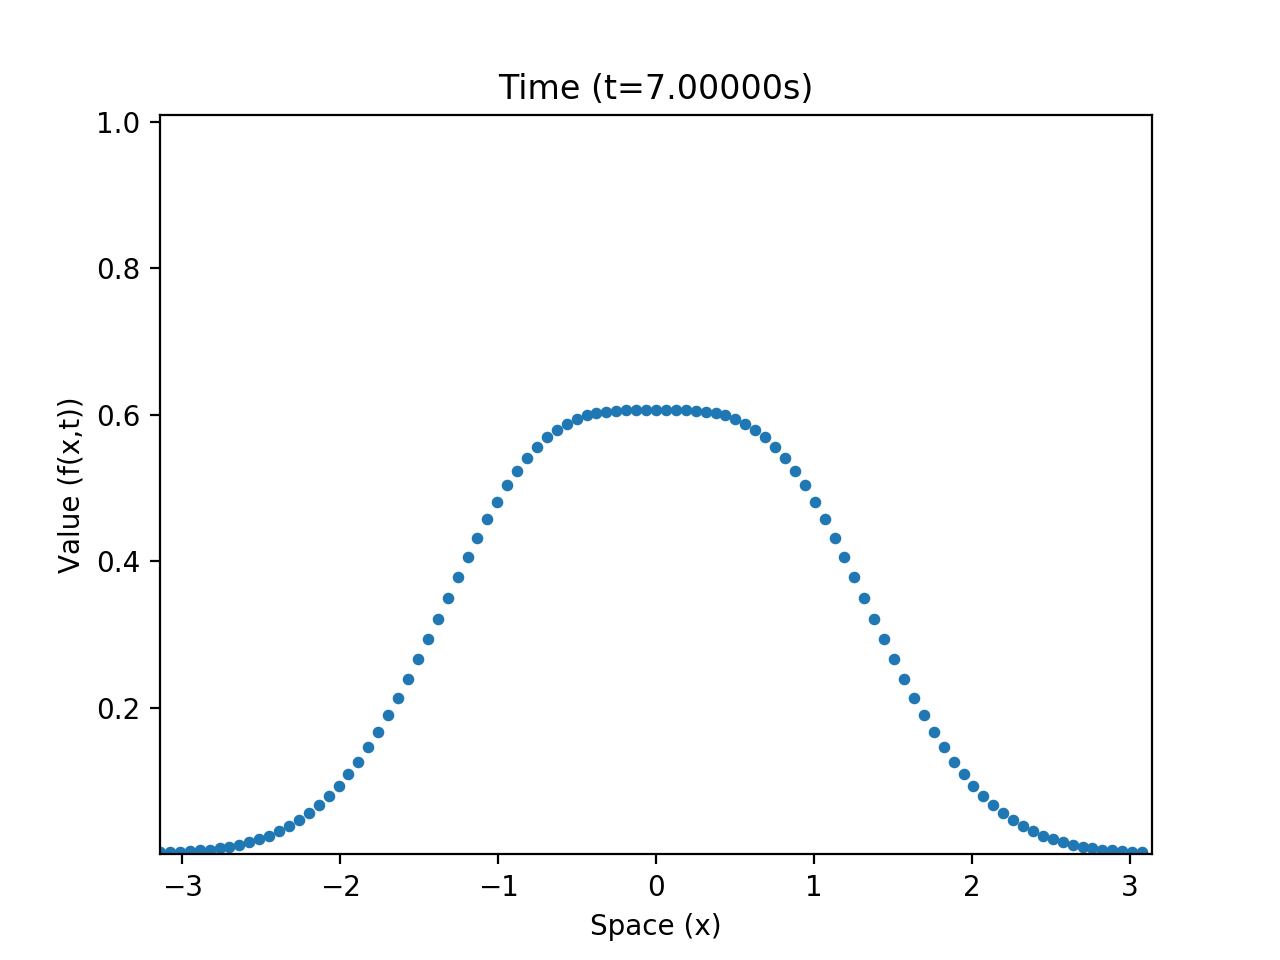 Time (t=7.00000s)
1.0
0.8
0.6
0.4
0.2
Value (f(x,t))
−3 −2 −1 0 1 2 3
Space (x)